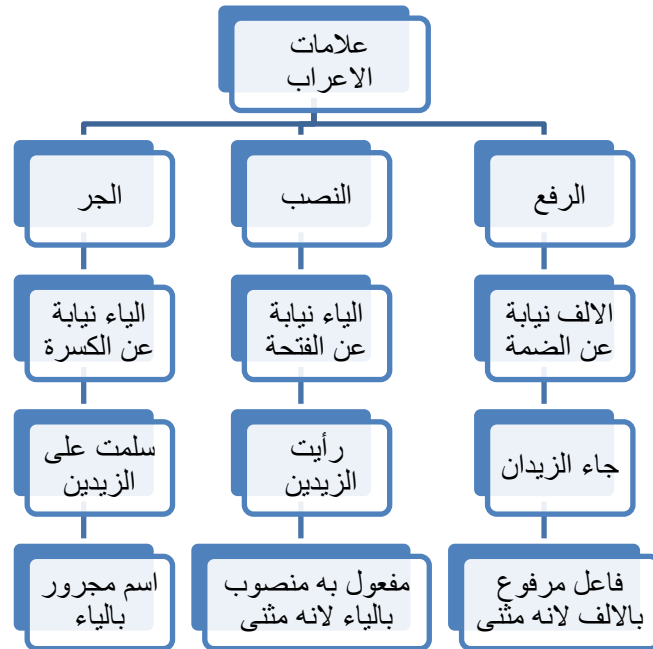 علامات
الاعراب
الرفع
النصب
الجر
الالف نيابة
عن الضمة
الياء نيابة
عن الفتحة
الياء نيابة
عن الكسرة
جاء الزيدان
رأيت
الزيدين
سلمت على
الزيدين
فاعل مرفوع
بالالف لانه مثنى
مفعول به منصوب
بالياء لانه مثنى
اسم مجرور
بالياء